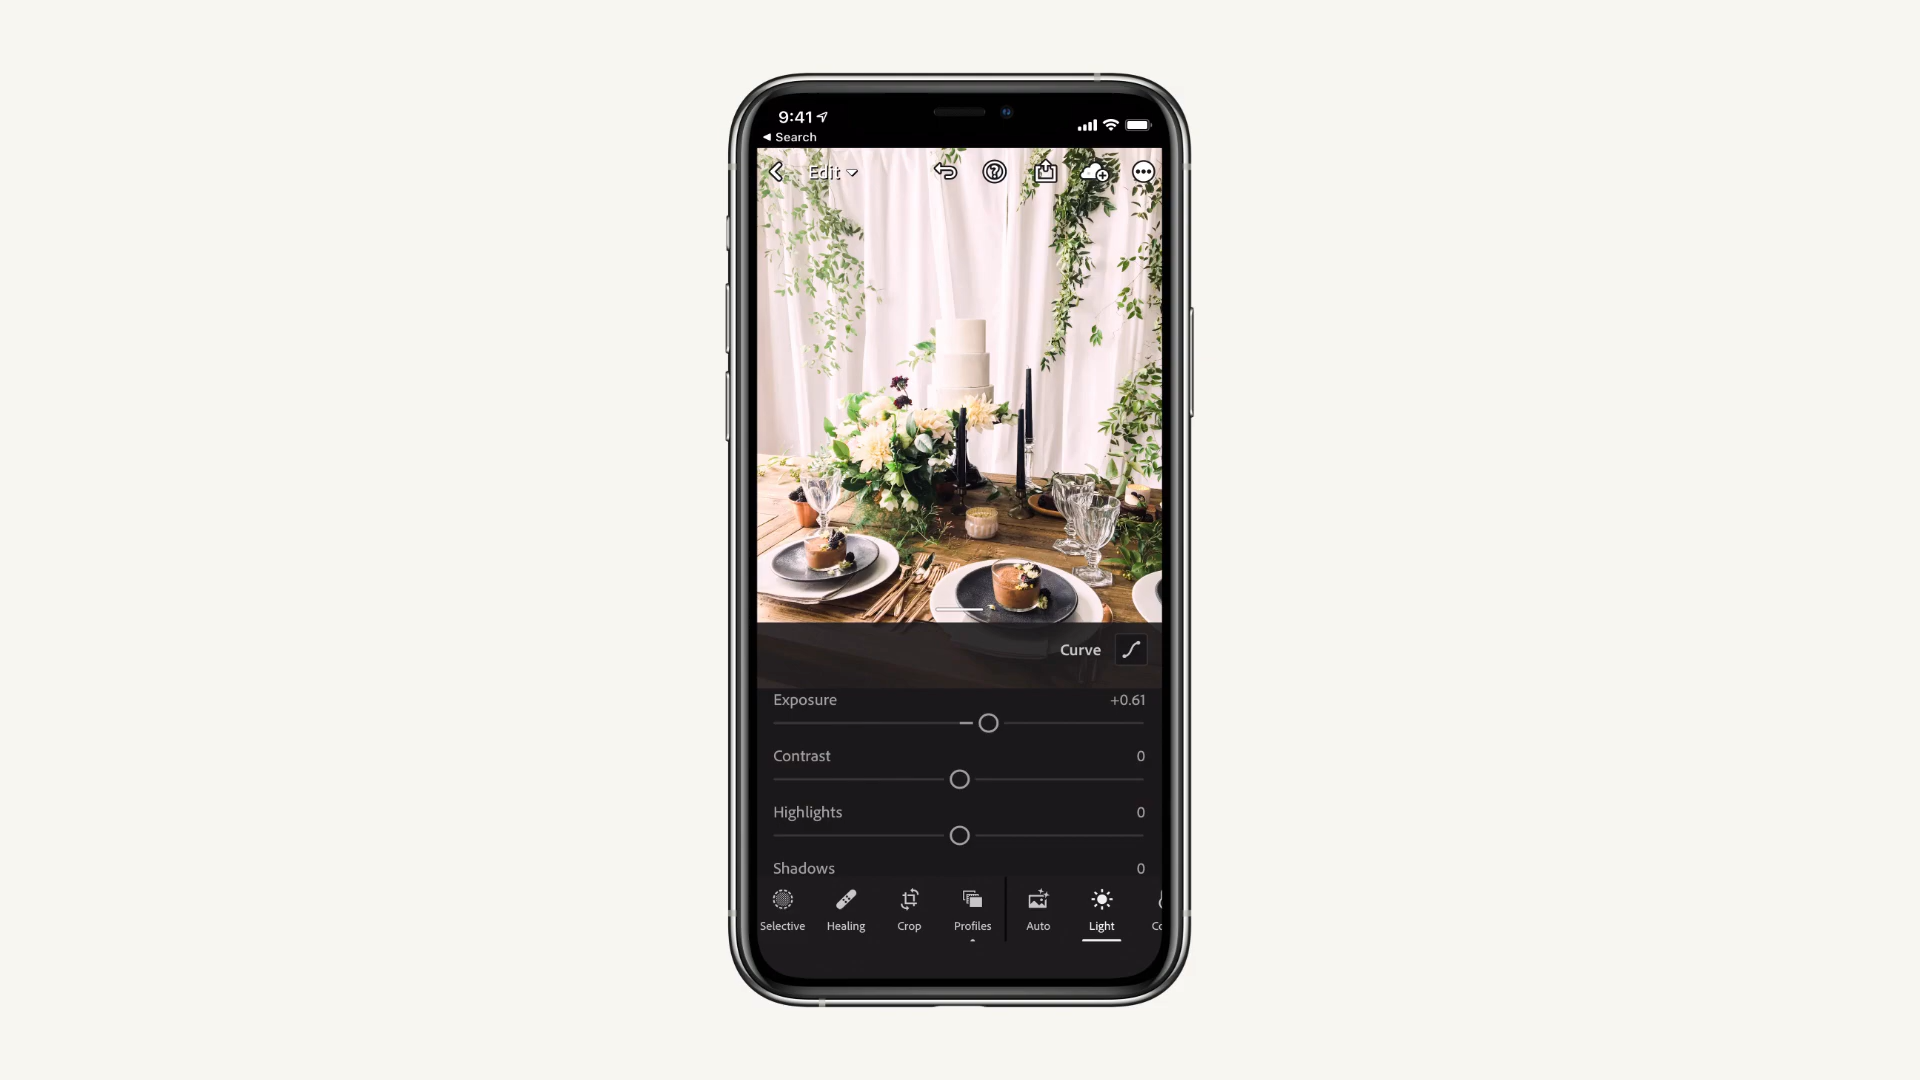 9:41
Search
Edit
Curve
Exposure +0.61
Contrast 0
Highlights 0
Shadows 0
Selective Healing Crop Profiles Auto Light